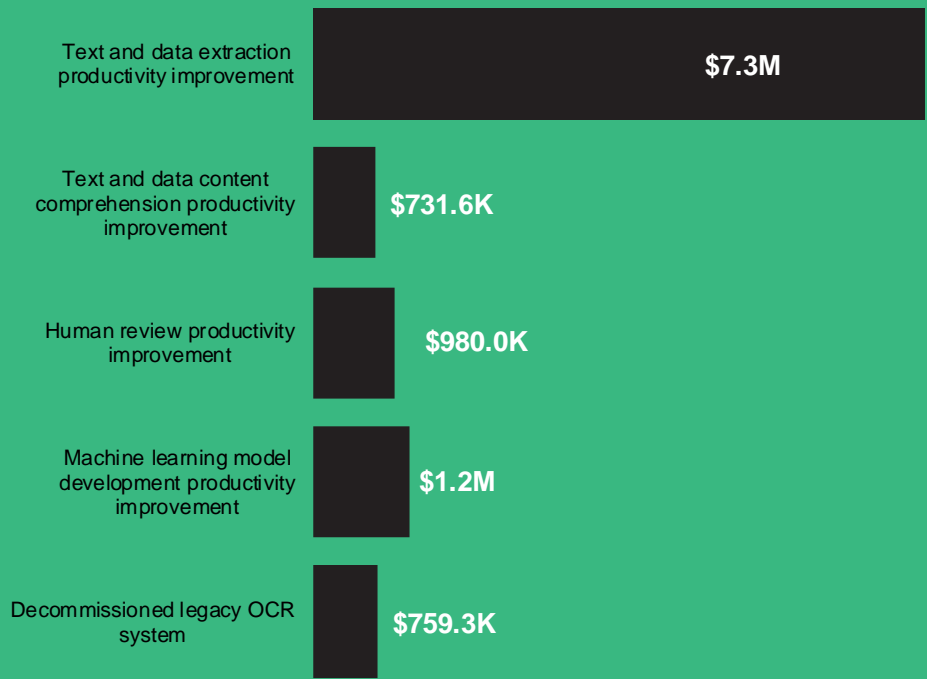 Text and data extraction
productivity improvement
$7.3M
Text and data content
comprehension productivity
improvement
$731.6K
Human review productivity
improvement
$980.0K
Machine learning model
development productivity
improvement
$1.2M
Decommissioned legacy OCR
system
$759.3K